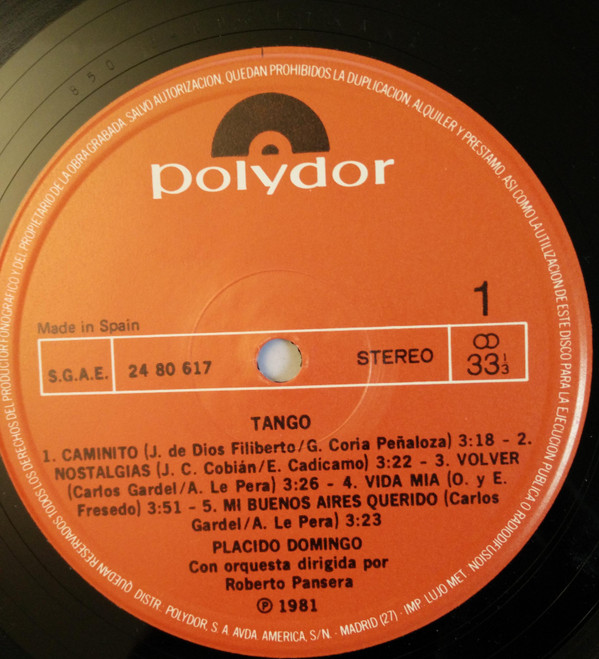 850
polydor
1
Made in Spain
S.G.A.E.
24 80 617
STEREO
33 1/3
TANGO
1. CAMINITO (J. de Dios Filiberto/G. Coria Peñaloza) 3:18 - 2.
NOSTALGIAS (J. C. Cobián/E. Cadicamo) 3:22 - 3. VOLVER
(Carlos Gardel/A. Le Pera) 3:26 - 4. VIDA MIA (O. y E.
Fresedo) 3:51 - 5. MI BUENOS AIRES QUERIDO (Carlos
Gardel/A. Le Pera) 3:23
PLACIDO DOMINGO
Con orquesta dirigida por
Roberto Pansera
Ⓟ 1981
QUEDAN RESERVADOS TODOS LOS DERECHOS DEL PRODUCTOR FONOGRAFICO Y DEL PROPIETARIO DE LA OBRA GRABADA. SALVO AUTORIZACION, QUEDAN PROHIBIDOS LA DUPLICACION, ALQUILER Y PRESTAMO, ASI COMO LA UTILIZACION DE ESTE DISCO PARA LA EJECUCION PUBLICA O RADIODIFUSION
DISTR. POLYDOR, S. A. AVDA AMERICA, S/N. - MADRID (27) - IMP. LUJO MET